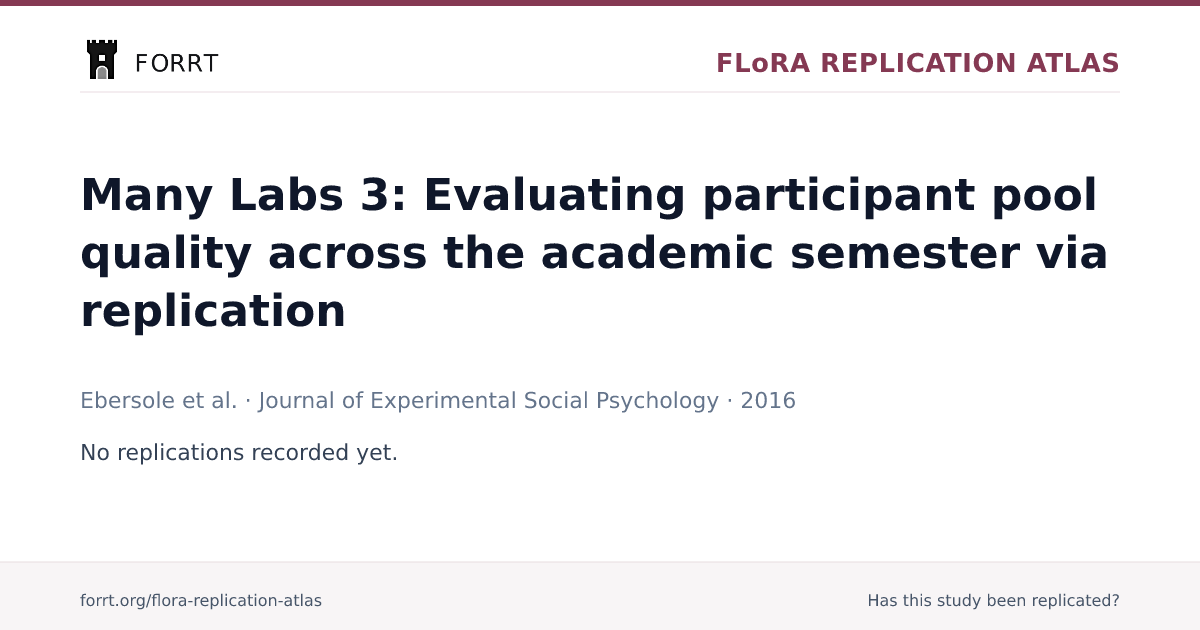 FORRT
FLoRA REPLICATION ATLAS
Many Labs 3: Evaluating participant pool
quality across the academic semester via
replication
Ebersole et al. · Journal of Experimental Social Psychology · 2016
No replications recorded yet.
forrt.org/flora-replication-atlas
Has this study been replicated?